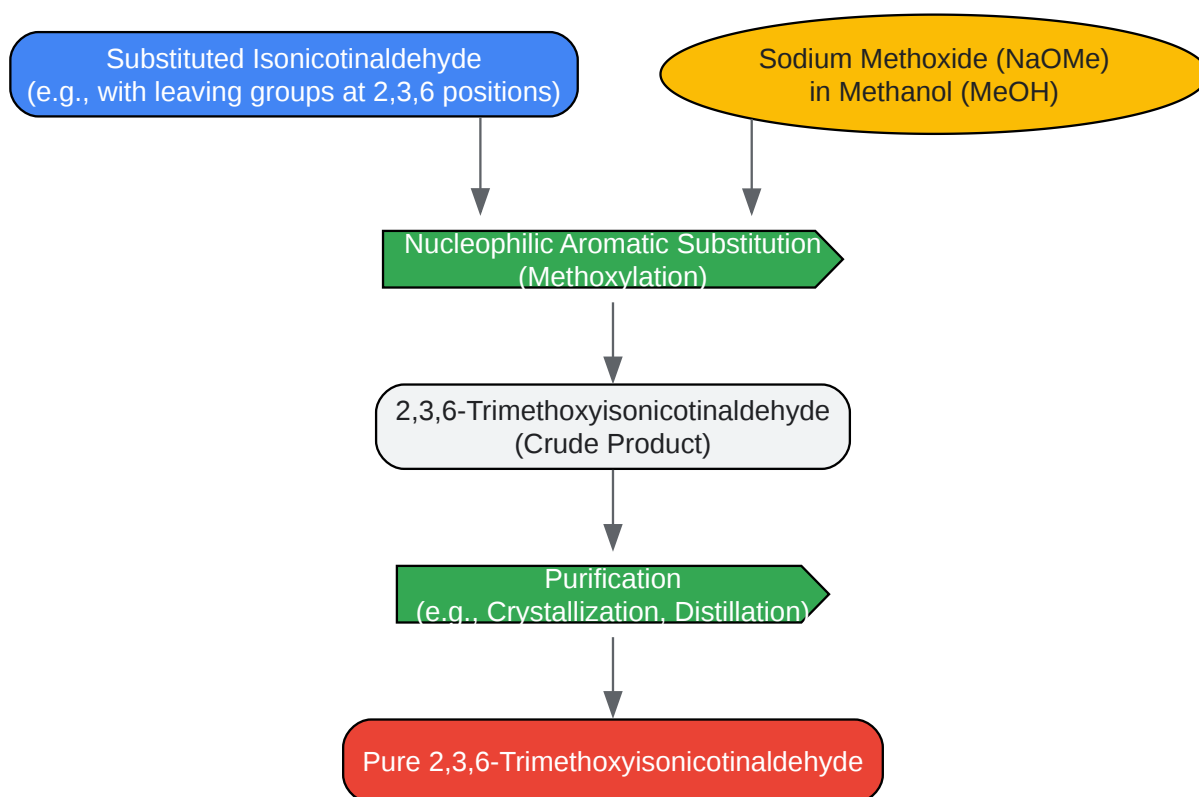 Substituted Isonicotinaldehyde
(e.g., with leaving groups at 2,3,6 positions)
Sodium Methoxide (NaOMe)
in Methanol (MeOH)
Nucleophilic Aromatic Substitution
(Methoxylation)
2,3,6-Trimethoxyisonicotinaldehyde
(Crude Product)
Purification
(e.g., Crystallization, Distillation)
Pure 2,3,6-Trimethoxyisonicotinaldehyde